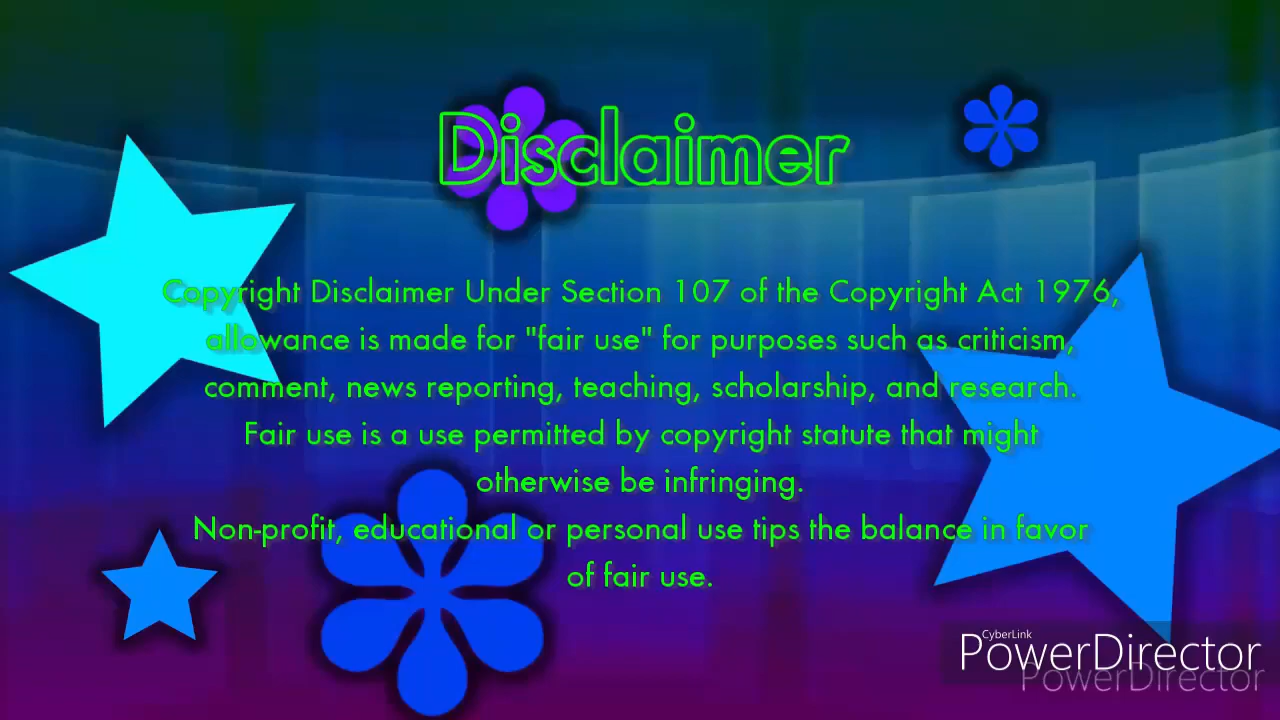 Disclaimer
Copyright Disclaimer Under Section 107 of the Copyright Act 1976,
allowance is made for "fair use" for purposes such as criticism,
comment, news reporting, teaching, scholarship, and research.
Fair use is a use permitted by copyright statute that might
otherwise be infringing.
Non-profit, educational or personal use tips the balance in favor
of fair use.
CyberLink
PowerDirector
PowerDirector